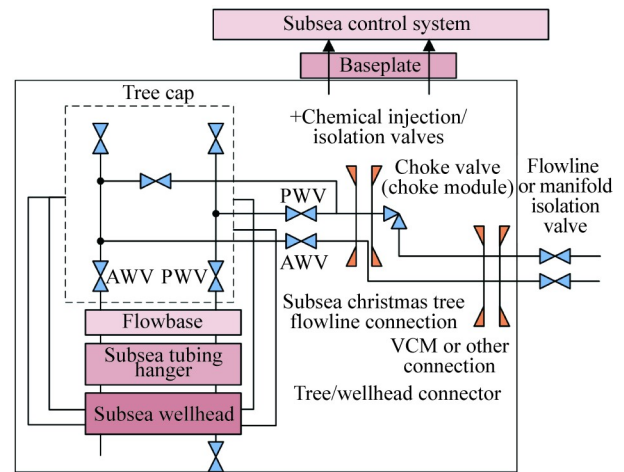 Subsea control system
Baseplate
Tree cap
+Chemical injection/
isolation valves
Choke valve
(choke module)
Flowline
or manifold
isolation
valve
PWV
AWV
AWV
PWV
Flowbase
Subsea tubing
hanger
Subsea wellhead
Subsea christmas tree
flowline connection
VCM or other
connection
Tree/wellhead connector